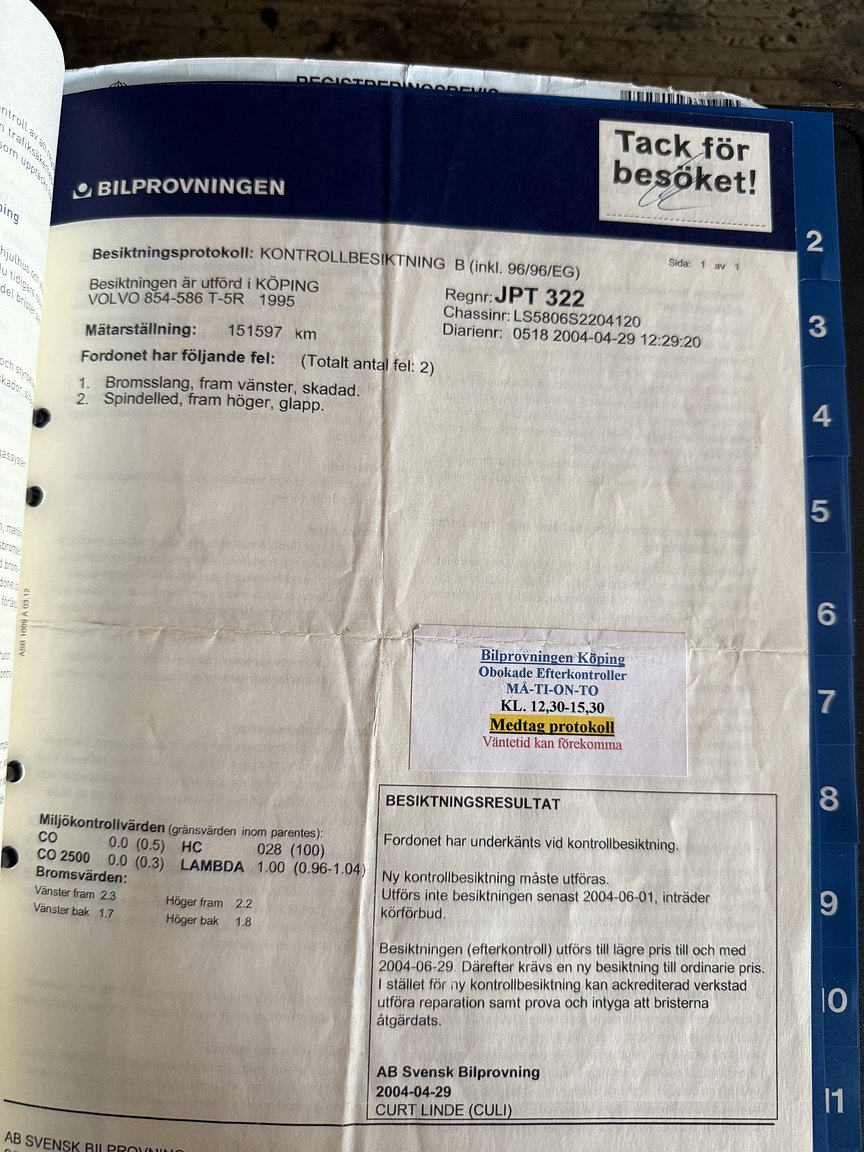 REGISTRERINGSBEVIS
Tack för
besöket!
BILPROVNINGEN
Besiktningsprotokoll: KONTROLLBESIKTNING B (inkl. 96/96/EG)
Sida: 1 av 1
Besiktningen är utförd i KÖPING
VOLVO 854-586 T-5R 1995
Regnr: JPT 322
Chassinr: LS5806S2204120
Diarienr: 0518 2004-04-29 12:29:20
Mätarställning: 151597 km
Fordonet har följande fel: (Totalt antal fel: 2)
1. Bromsslang, fram vänster, skadad.
2. Spindelled, fram höger, glapp.
2
3
4
5
6
7
8
9
10
11
ASB 1000 A 03.12
Bilprovningen Köping
Obokade Efterkontroller
MÅ-TI-ON-TO
KL. 12,30-15,30
Medtag protokoll
Väntetid kan förekomma
Miljökontrollvärden (gränsvärden inom parentes):
CO 0.0 (0.5) HC 028 (100)
CO 2500 0.0 (0.3) LAMBDA 1.00 (0.96-1.04)
Bromsvärden:
Vänster fram 2.3 Höger fram 2.2
Vänster bak 1.7 Höger bak 1.8
BESIKTNINGSRESULTAT
Fordonet har underkänts vid kontrollbesiktning.
Ny kontrollbesiktning måste utföras.
Utförs inte besiktningen senast 2004-06-01, inträder
körförbud.
Besiktningen (efterkontroll) utförs till lägre pris till och med
2004-06-29. Därefter krävs en ny besiktning till ordinarie pris.
I stället för ny kontrollbesiktning kan ackrediterad verkstad
utföra reparation samt prova och intyga att bristerna
åtgärdats.
AB Svensk Bilprovning
2004-04-29
CURT LINDE (CULI)
AB SVENSK BILPROVNING